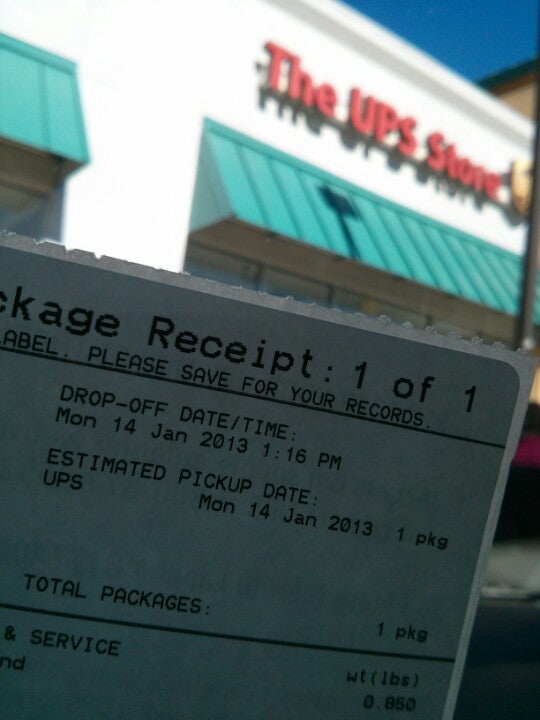 The UPS Store
ckage Receipt: 1 of 1
LABEL. PLEASE SAVE FOR YOUR RECORDS.
DROP-OFF DATE/TIME:
Mon 14 Jan 2013 1:16 PM
ESTIMATED PICKUP DATE:
UPS Mon 14 Jan 2013 1 pkg
TOTAL PACKAGES:
1 pkg
& SERVICE
wt(lbs)
nd
0.850